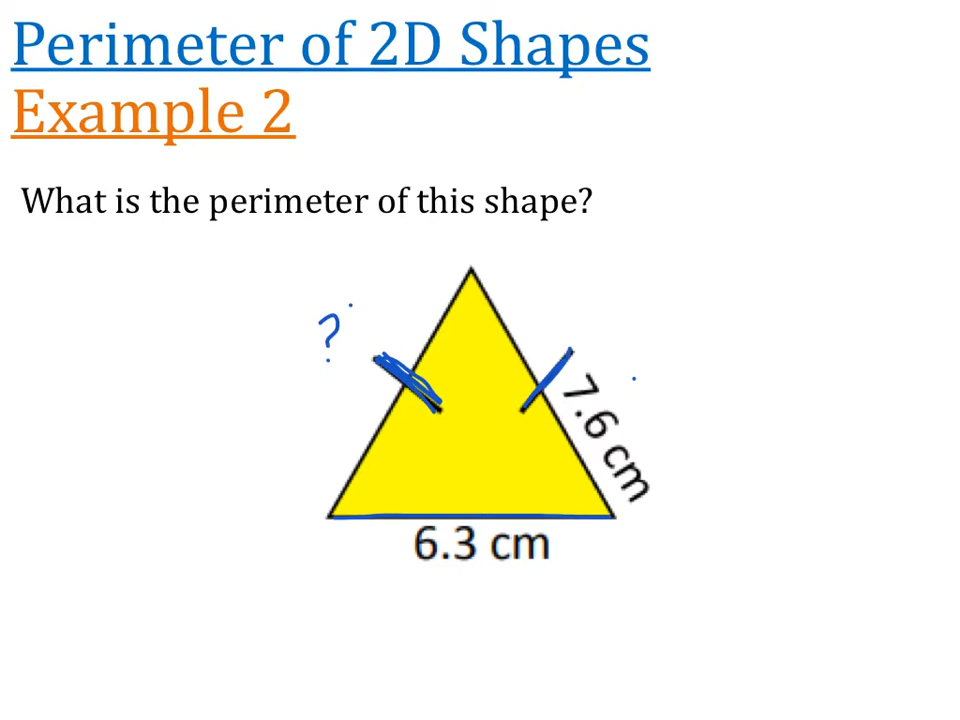 Perimeter of 2D Shapes
Example 2
What is the perimeter of this shape?
?
7.6 cm
6.3 cm